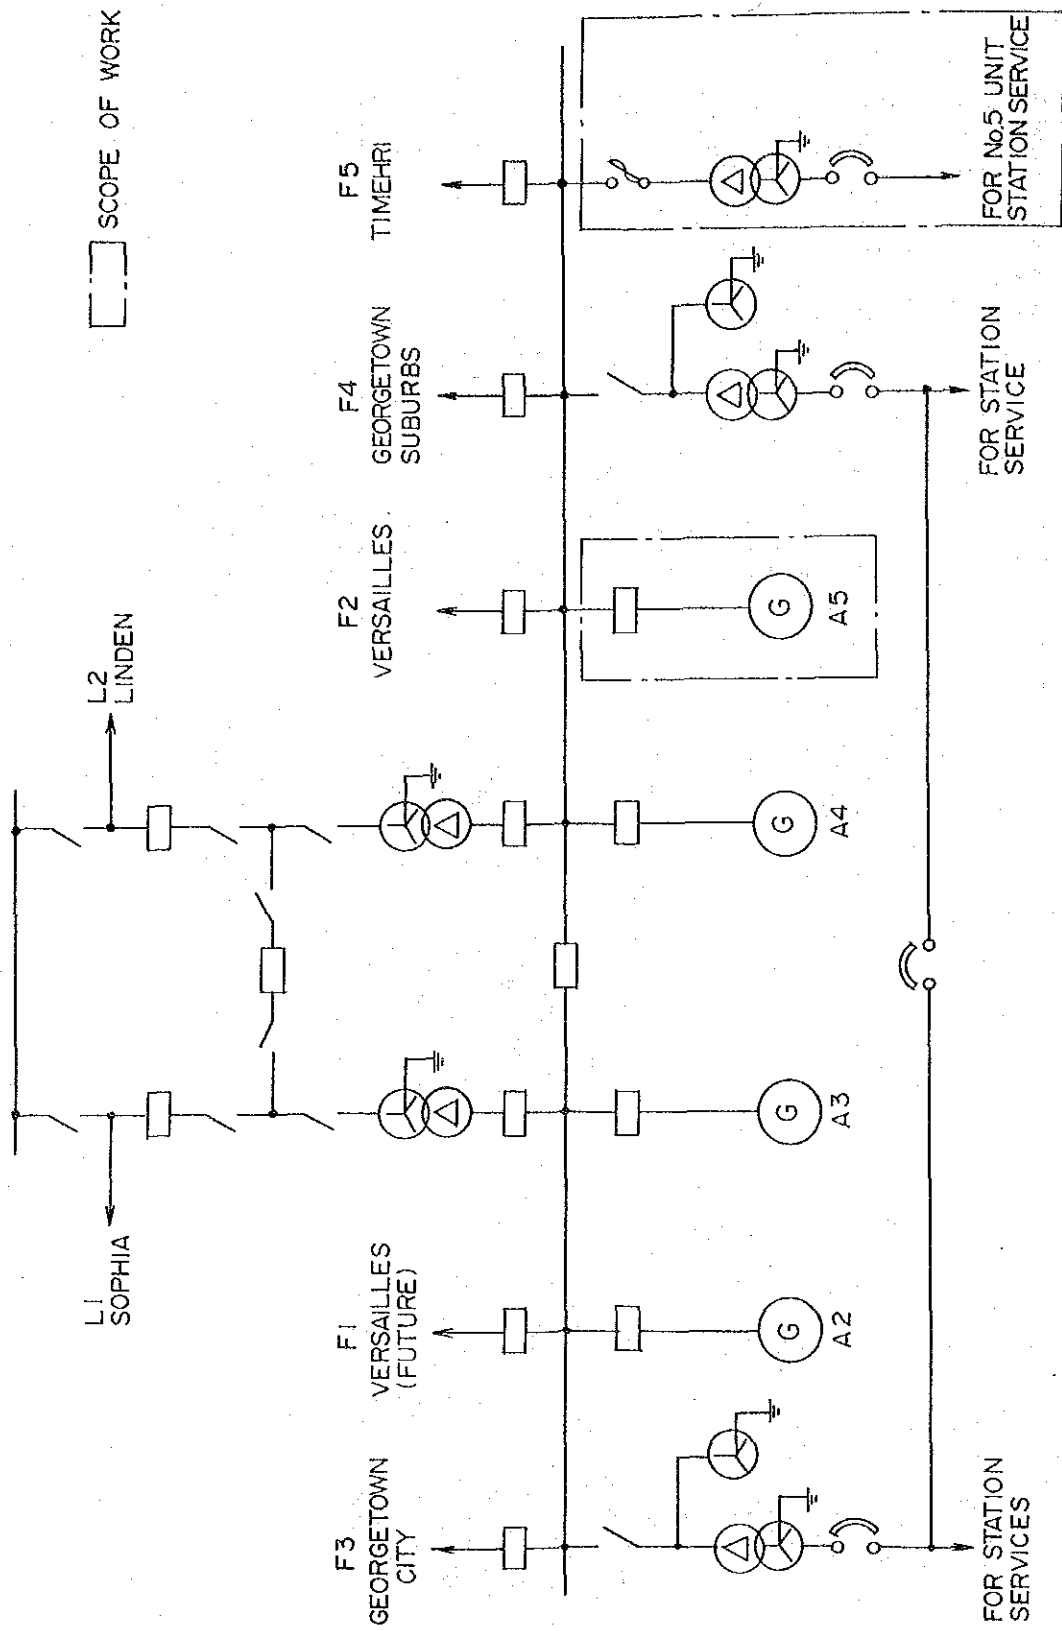 SCOPE OF WORK
L1
SOPHIA
L2
LINDEN
F3
GEORGETOWN
CITY
F1
VERSAILLES
(FUTURE)
F2
VERSAILLES
F4
GEORGETOWN
SUBURBS
F5
TIMEHRI
G
A2
G
A3
G
A4
G
A5
FOR STATION
SERVICES
FOR STATION
SERVICE
FOR No.5 UNIT
STATION SERVICE